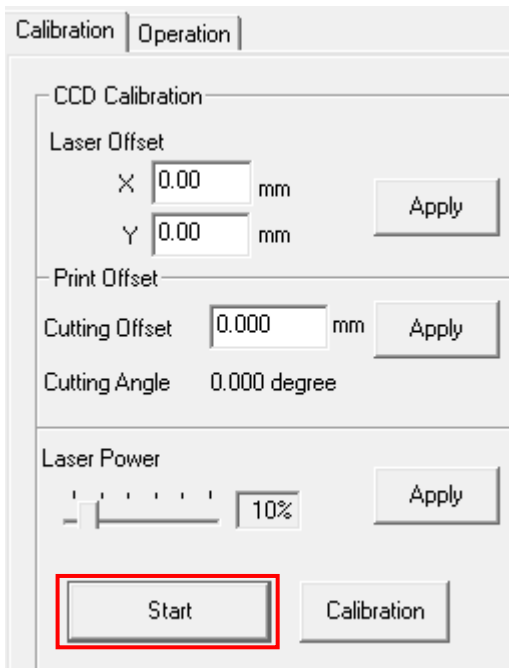 Calibration Operation
CCD Calibration
Laser Offset
X 0.00 mm
Apply
Y 0.00 mm
Print Offset
Cutting Offset 0.000 mm Apply
Cutting Angle 0.000 degree
Laser Power
10% Apply
Start Calibration